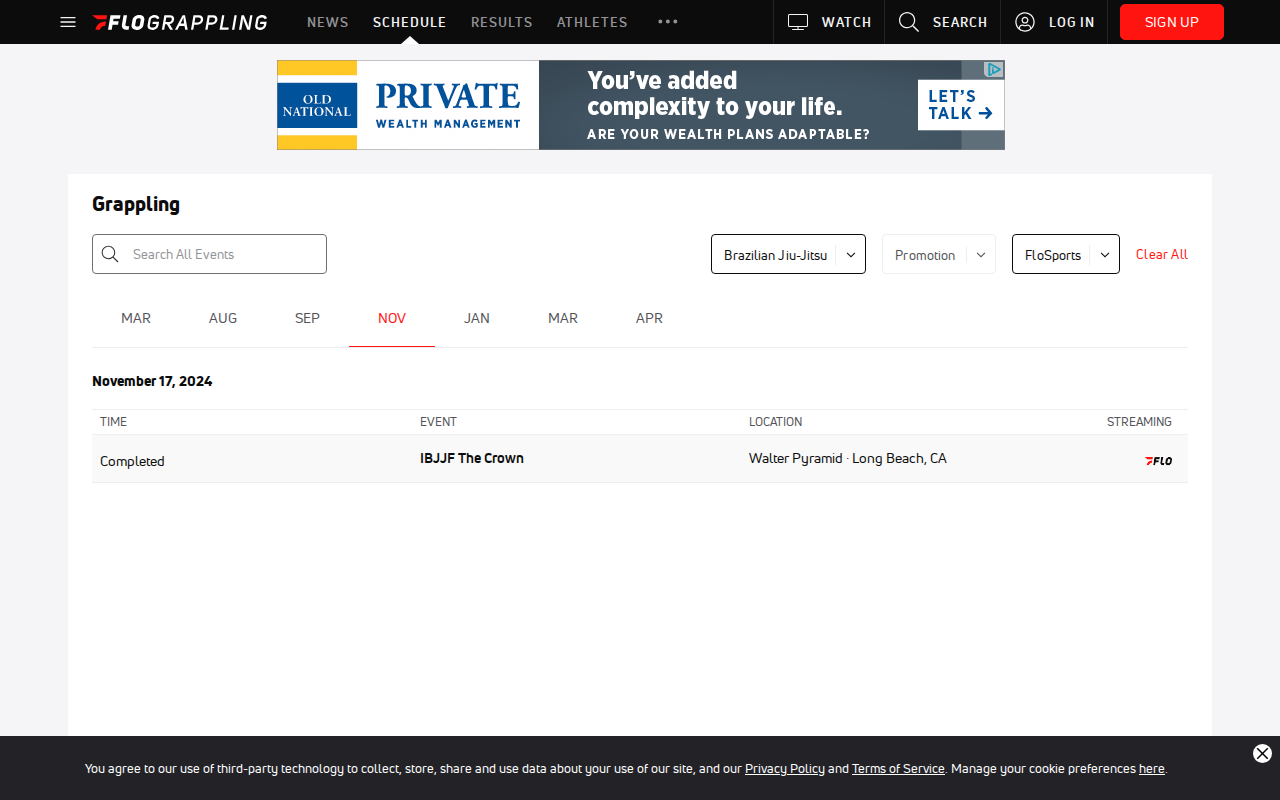 FLOGRAPPLING NEWS SCHEDULE RESULTS ATHLETES ••• WATCH SEARCH LOG IN SIGN UP
OLD NATIONAL
PRIVATE
WEALTH MANAGEMENT
You've added
complexity to your life.
ARE YOUR WEALTH PLANS ADAPTABLE?
LET'S
TALK →
Grappling
Search All Events Brazilian Jiu-Jitsu Promotion FloSports Clear All
MAR AUG SEP NOV JAN MAR APR
November 17, 2024
TIME EVENT LOCATION STREAMING
Completed IBJJF The Crown Walter Pyramid · Long Beach, CA FLO
You agree to our use of third-party technology to collect, store, share and use data about your use of our site, and our Privacy Policy and Terms of Service. Manage your cookie preferences here.